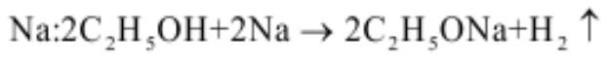 Na:2C₂H₅OH+2Na → 2C₂H₅ONa+H₂ ↑